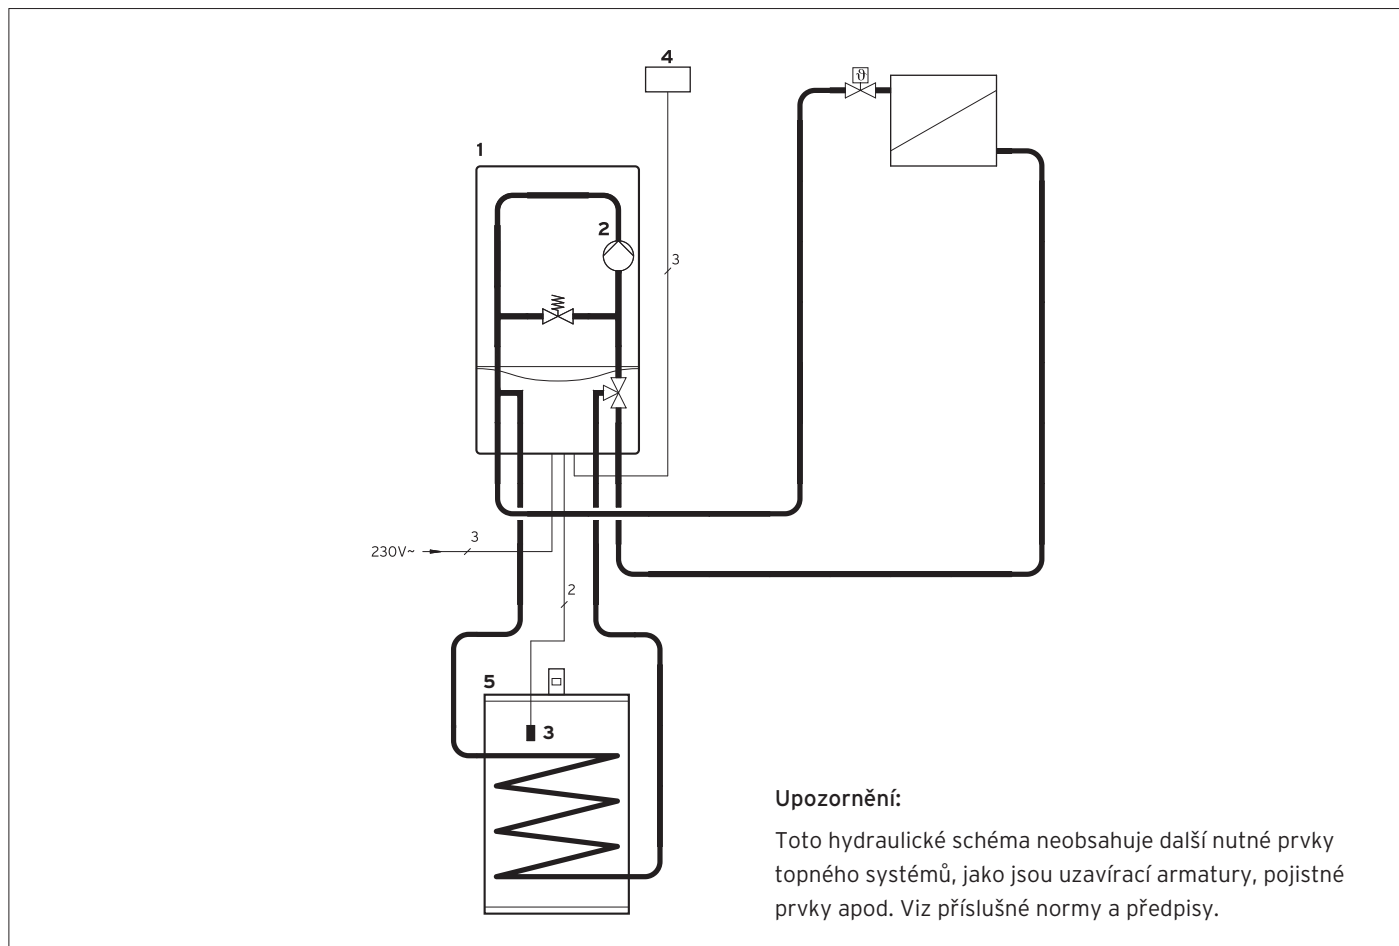 4
ϑ
1
2
3
230V~
3
2
5
3
Upozornění:
Toto hydraulické schéma neobsahuje další nutné prvky
topného systémů, jako jsou uzavírací armatury, pojistné
prvky apod. Viz příslušné normy a předpisy.